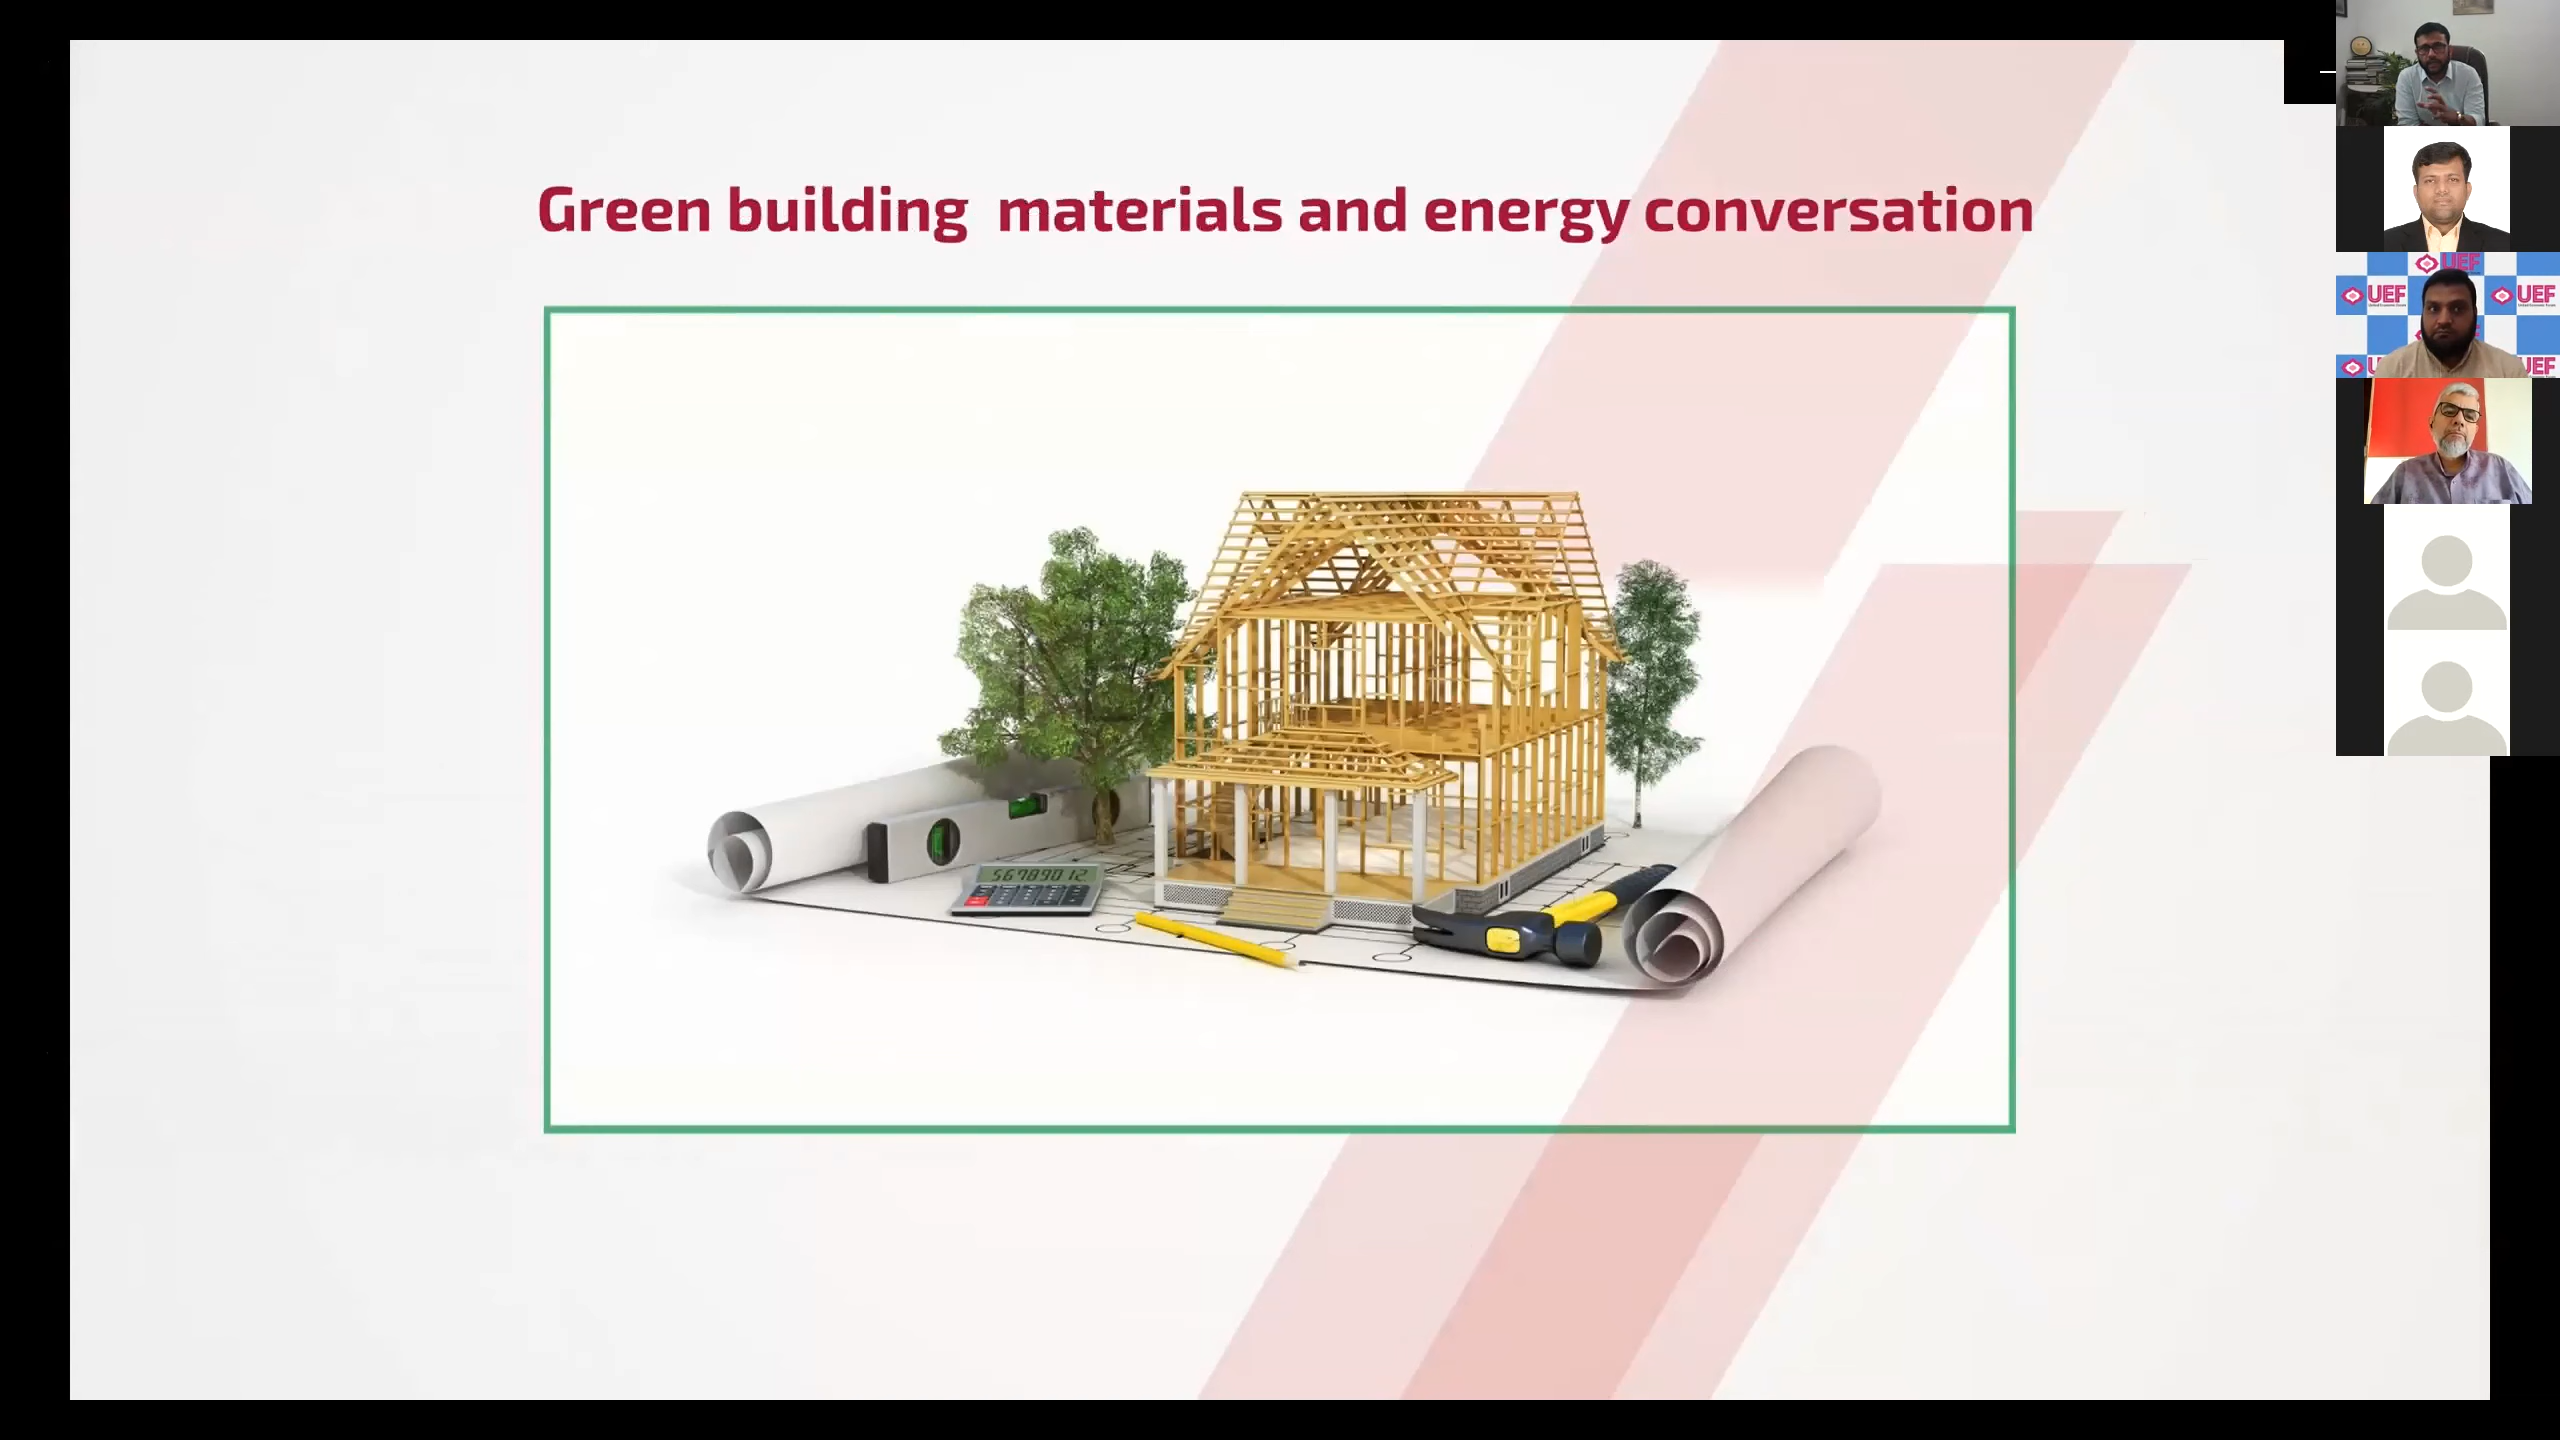 Green building  materials and energy conversation
56789012
UEF
UEF
UEF
UEF